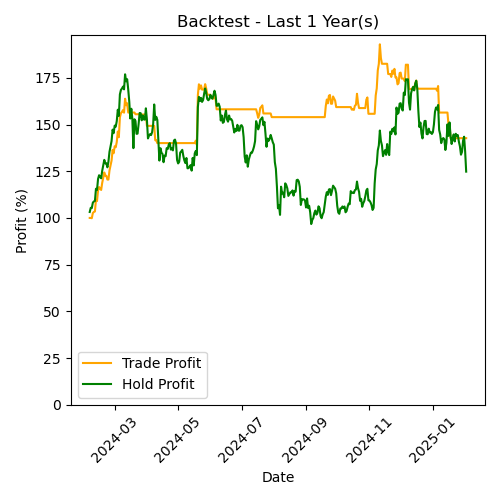 Backtest - Last 1 Year(s)
Profit (%)
175
150
125
100
75
50
25
0
Trade Profit
Hold Profit
2024-03
2024-05
2024-07
2024-09
2024-11
2025-01
Date